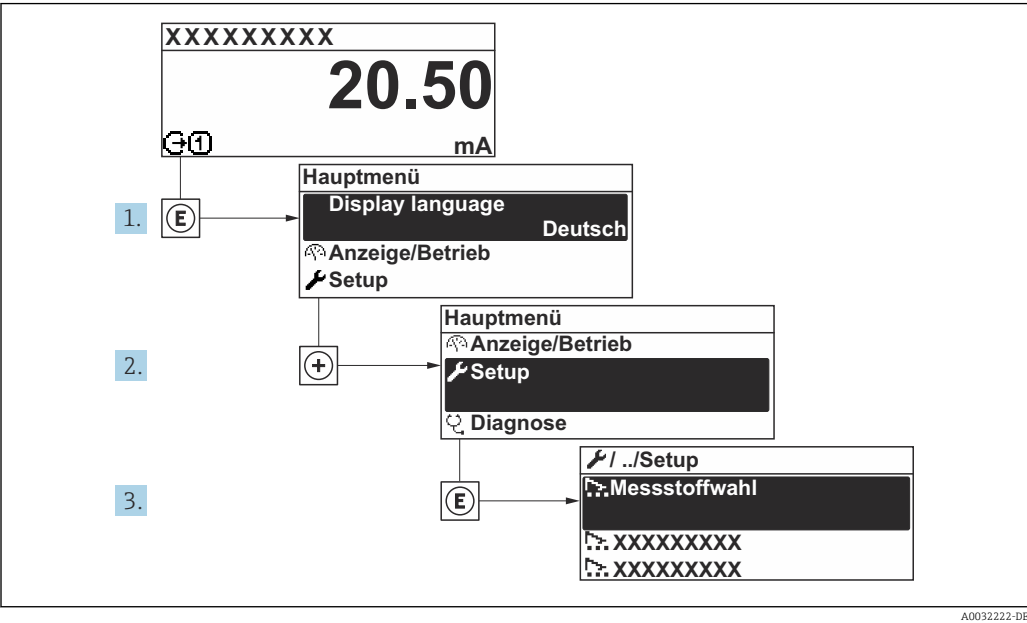 XXXXXXXXX
20.50
1
mA
1.
E
Hauptmenü
Display language
Deutsch
Anzeige/Betrieb
Setup
2.
+
Hauptmenü
Anzeige/Betrieb
Setup
Diagnose
3.
E
/ ../Setup
Messstoffwahl
XXXXXXXXX
XXXXXXXXX
A0032222-DE